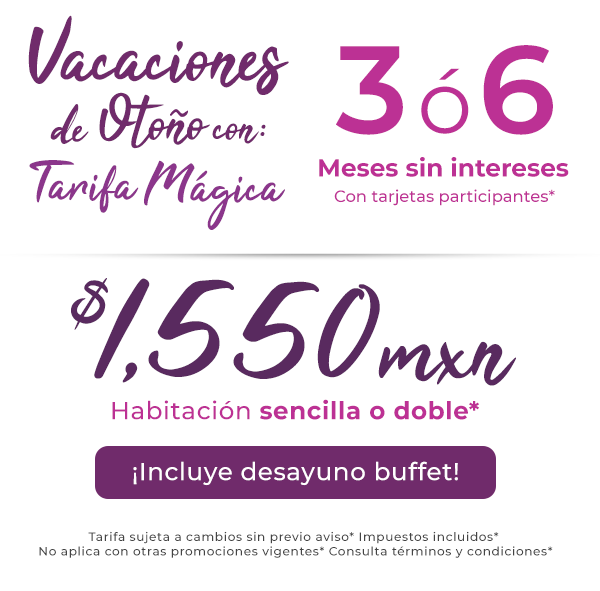 Vacaciones
de Otoño con:
Tarifa Mágica
3 ó 6
Meses sin intereses
Con tarjetas participantes*
$1,550 mxn
Habitación sencilla o doble*
¡Incluye desayuno buffet!
Tarifa sujeta a cambios sin previo aviso* Impuestos incluidos*
No aplica con otras promociones vigentes* Consulta términos y condiciones*